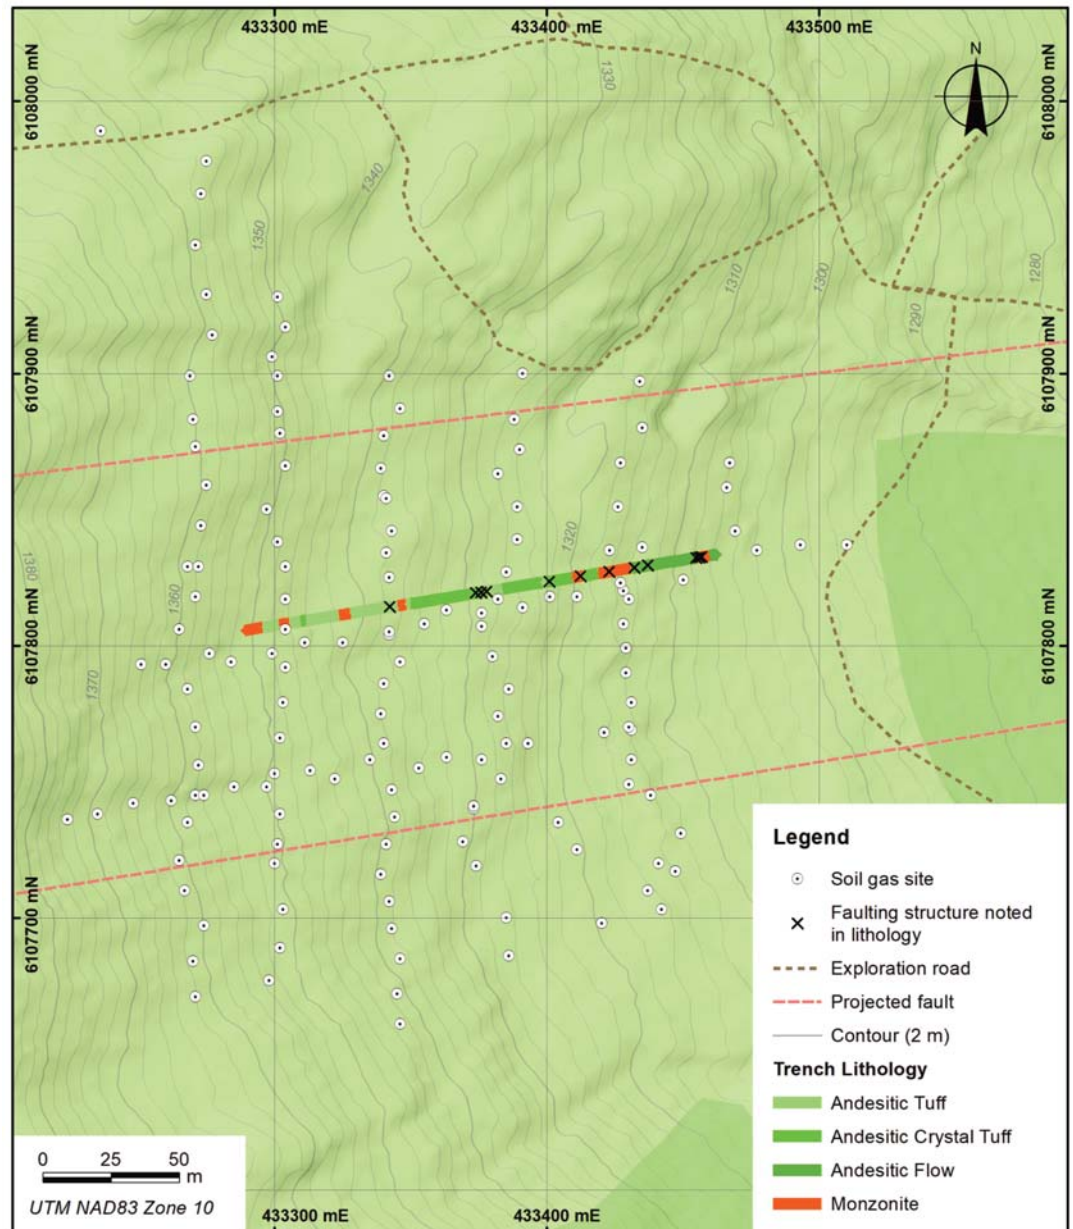 433300 mE
433400 mE
433500 mE
N
6108000 mN
6108000 mN
1330
1340
1350
1310
1300
1280
1290
6107900 mN
6107900 mN
1320
1380
1360
1370
6107800 mN
6107800 mN
6107700 mN
Legend
Soil gas site
Faulting structure noted
in lithology
Exploration road
Projected fault
Contour (2 m)
Trench Lithology
Andesitic Tuff
Andesitic Crystal Tuff
Andesitic Flow
Monzonite
0 25 50
m
UTM NAD83 Zone 10
433300 mE
433400 mE